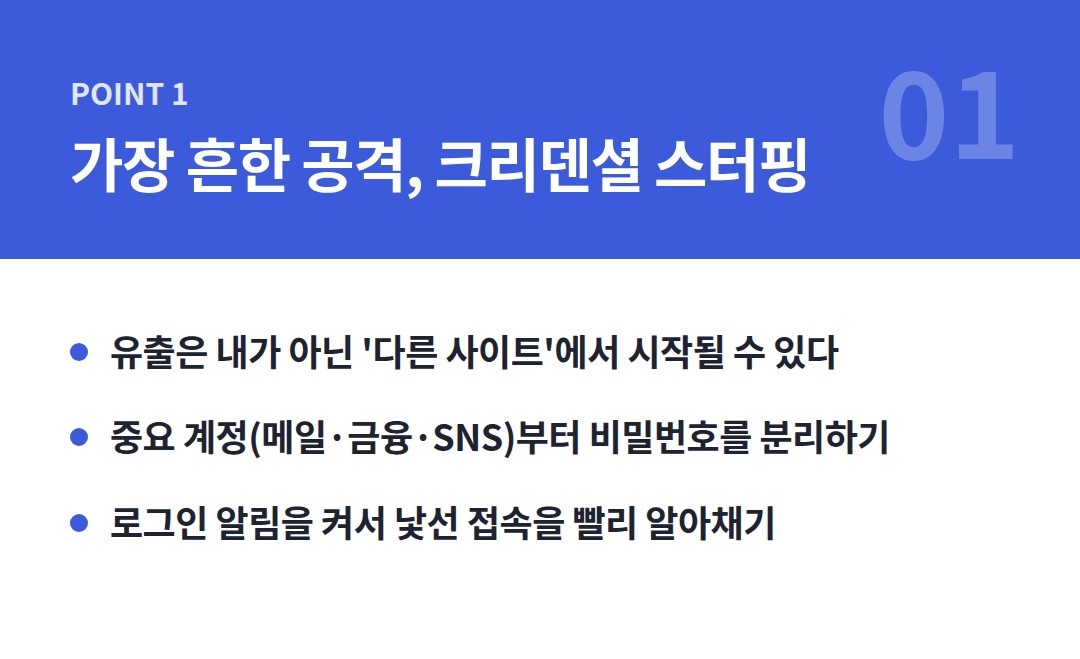 POINT 1
01
가장 흔한 공격, 크리덴셜 스터핑
유출은 내가 아닌 '다른 사이트'에서 시작될 수 있다
중요 계정(메일·금융·SNS)부터 비밀번호를 분리하기
로그인 알림을 켜서 낯선 접속을 빨리 알아채기